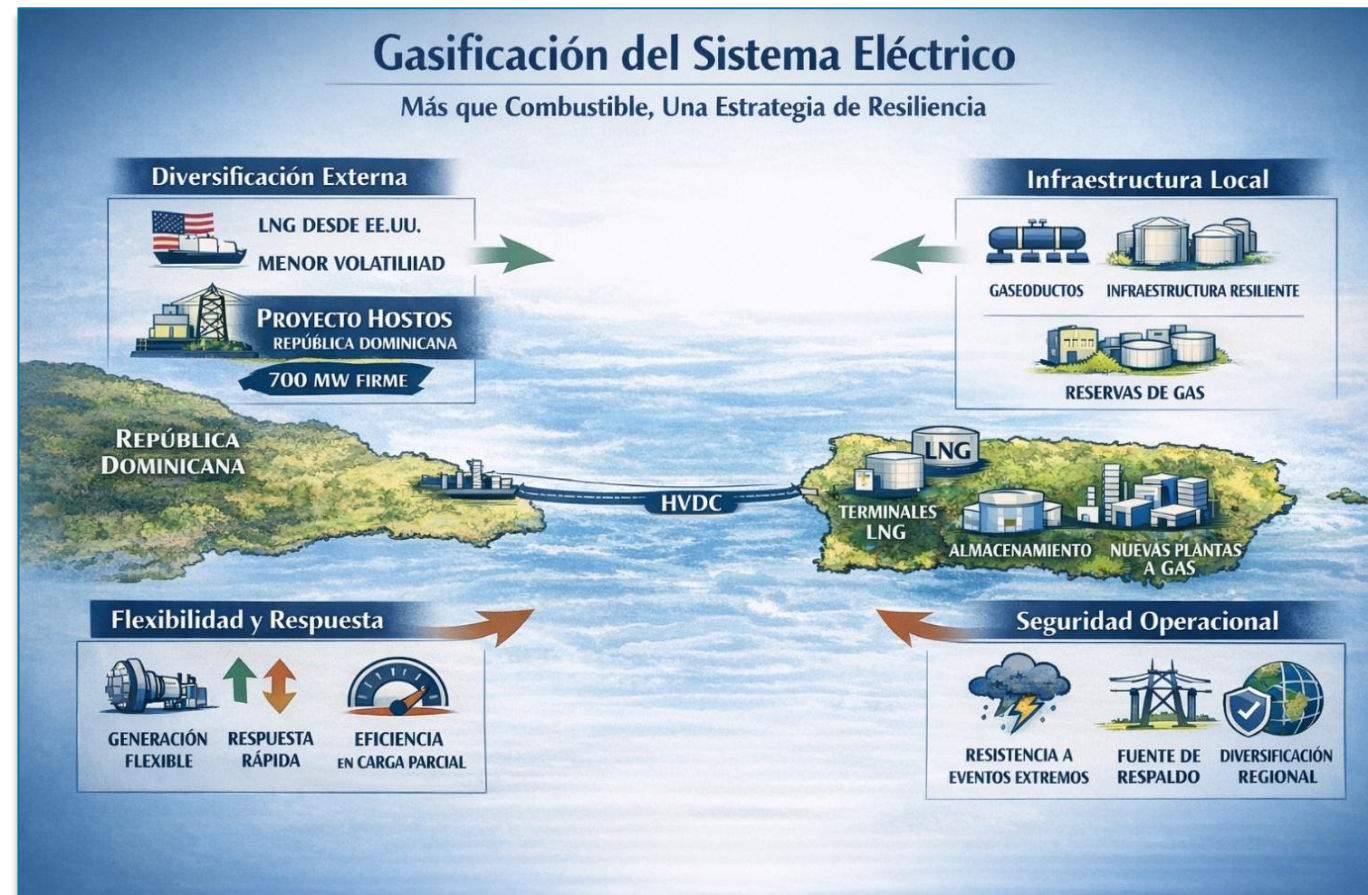 Gasificación del Sistema Eléctrico
Más que Combustible, Una Estrategia de Resiliencia
Diversificación Externa
LNG DESDE EE.UU.
MENOR VOLATILIIAD
PROYECTO HOSTOS
REPÚBLICA DOMINICANA
700 MW FIRME
Infraestructura Local
GASEODUCTOS
INFRAESTRUCTURA RESILIENTE
RESERVAS DE GAS
REPÚBLICA
DOMINICANA
HVDC
LNG
TERMINALES
LNG
ALMACENAMIENTO
NUEVAS PLANTAS
A GAS
Flexibilidad y Respuesta
GENERACIÓN
FLEXIBLE
RESPUESTA
RÁPIDA
EFICIENCIA
EN CARGA PARCIAL
Seguridad Operacional
RESISTENCIA A
EVENTOS EXTREMOS
FUENTE DE
RESPALDO
DIVERSIFICACIÓN
REGIONAL